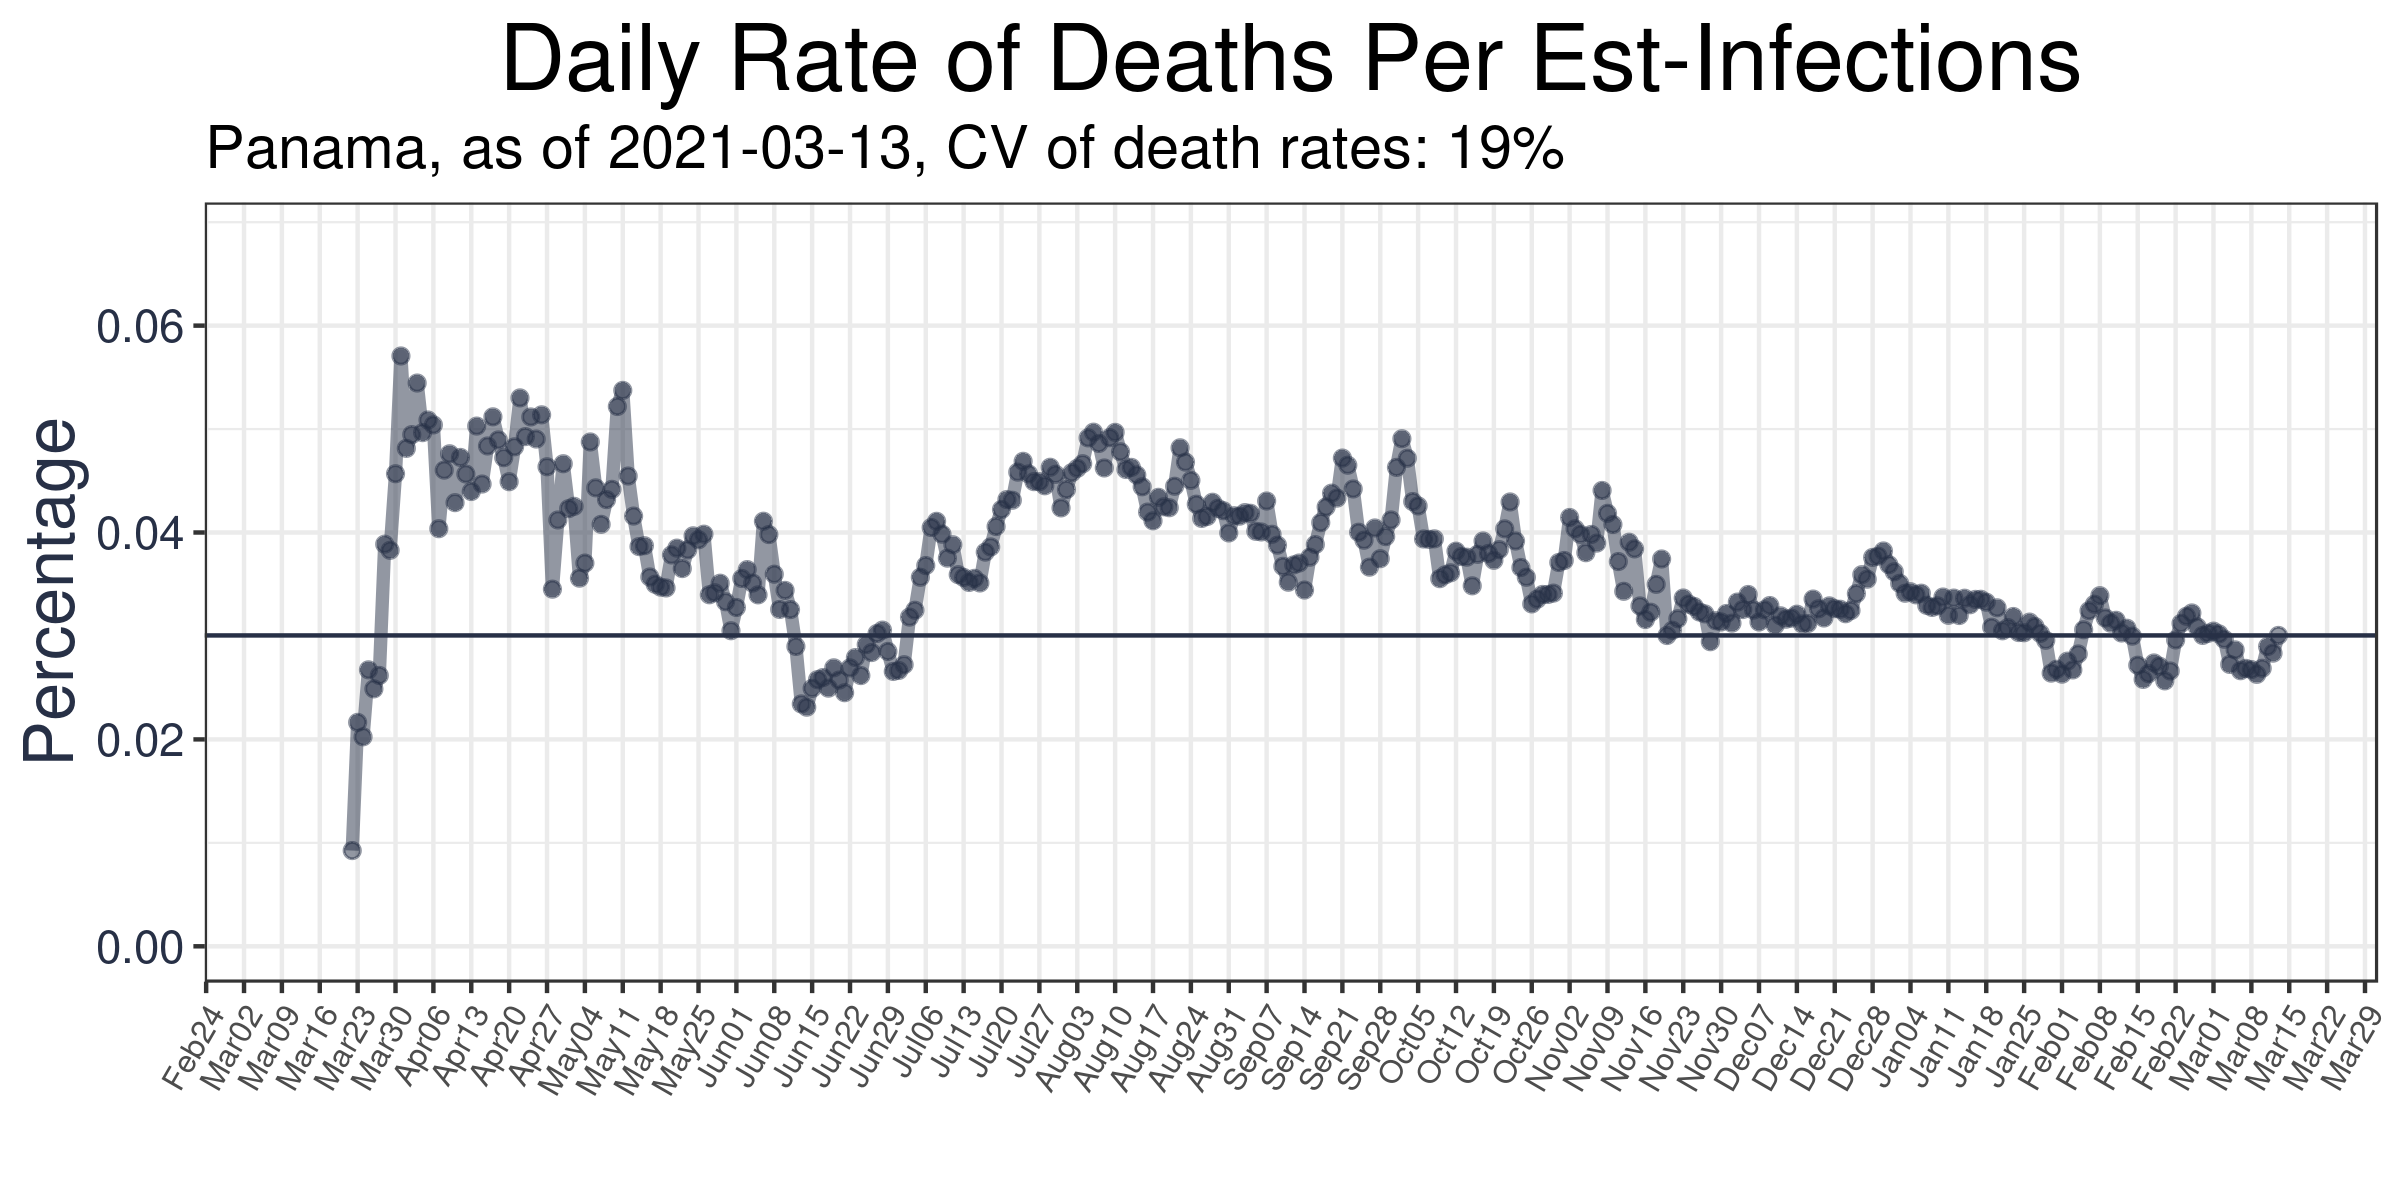 Daily Rate of Deaths Per Est-Infections
Panama, as of 2021-03-13, CV of death rates: 19%
Percentage
0.06
0.04
0.02
0.00
Feb24
Mar02
Mar09
Mar16
Mar23
Mar30
Apr06
Apr13
Apr20
Apr27
May04
May11
May18
May25
Jun01
Jun08
Jun15
Jun22
Jun29
Jul06
Jul13
Jul20
Jul27
Aug03
Aug10
Aug17
Aug24
Aug31
Sep07
Sep14
Sep21
Sep28
Oct05
Oct12
Oct19
Oct26
Nov02
Nov09
Nov16
Nov23
Nov30
Dec07
Dec14
Dec21
Dec28
Jan04
Jan11
Jan18
Jan25
Feb01
Feb08
Feb15
Feb22
Mar01
Mar08
Mar15
Mar22
Mar29